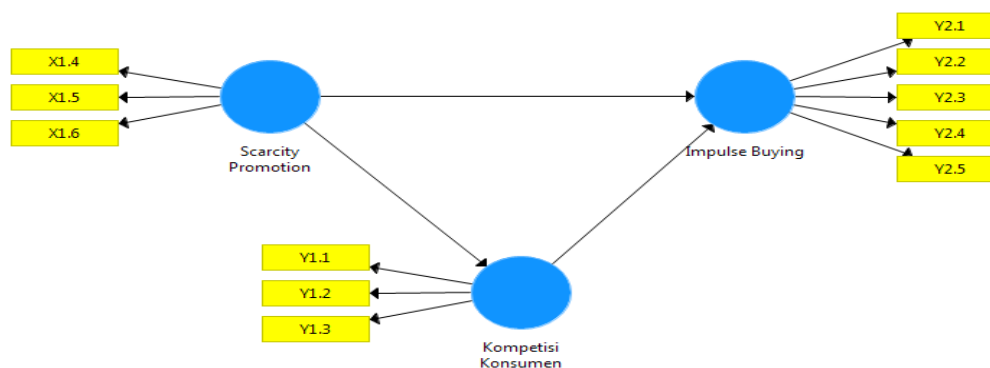 X1.4
X1.5
X1.6
Scarcity
Promotion
Y2.1
Y2.2
Y2.3
Y2.4
Y2.5
Impulse Buying
Y1.1
Y1.2
Y1.3
Kompetisi
Konsumen